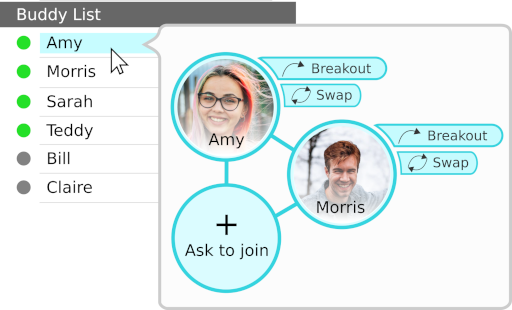 Buddy List
Amy
Morris
Sarah
Teddy
Bill
Claire
Breakout
Swap
Amy
Breakout
Swap
Morris
+
Ask to join